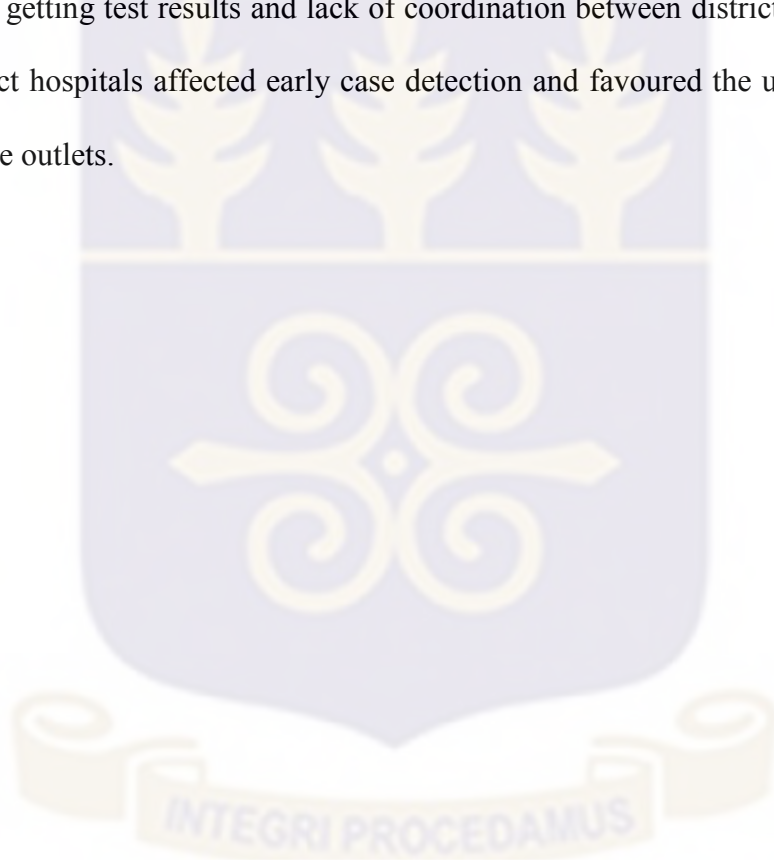 getting test results and lack of coordination between district
hospitals affected early case detection and favoured the
outlets.
INTEGRI PROCEDAMUS